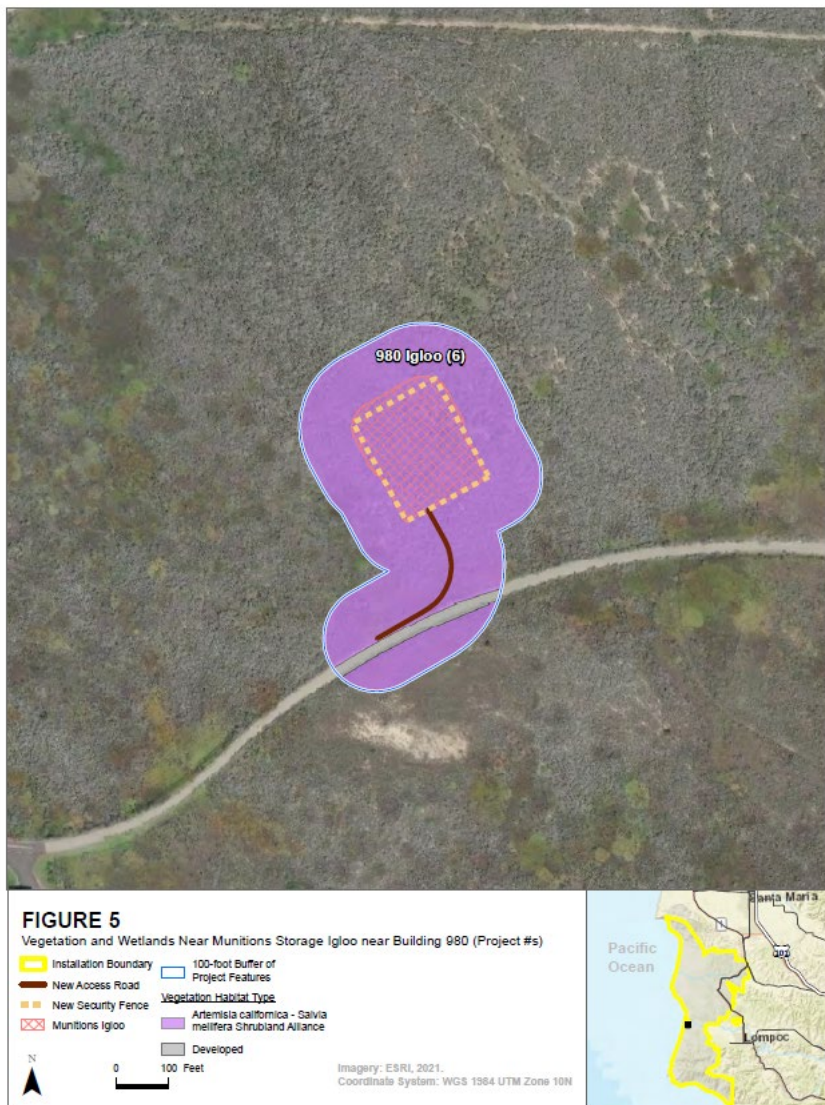 980 Igloo (6)
FIGURE 5
Vegetation and Wetlands Near Munitions Storage Igloo near Building 980 (Project #s)
Installation Boundary
New Access Road
New Security Fence
Munitions Igloo
100-foot Buffer of
Project Features
Vegetation Habitat Type
Artemisia californica - Salvia
mellifera Shrubland Alliance
Developed
N
0 100 Feet
Imagery: ESRI, 2021.
Coordinate System: WGS 1984 UTM Zone 10N
Santa Maria
1
101
Pacific
Ocean
Lompoc